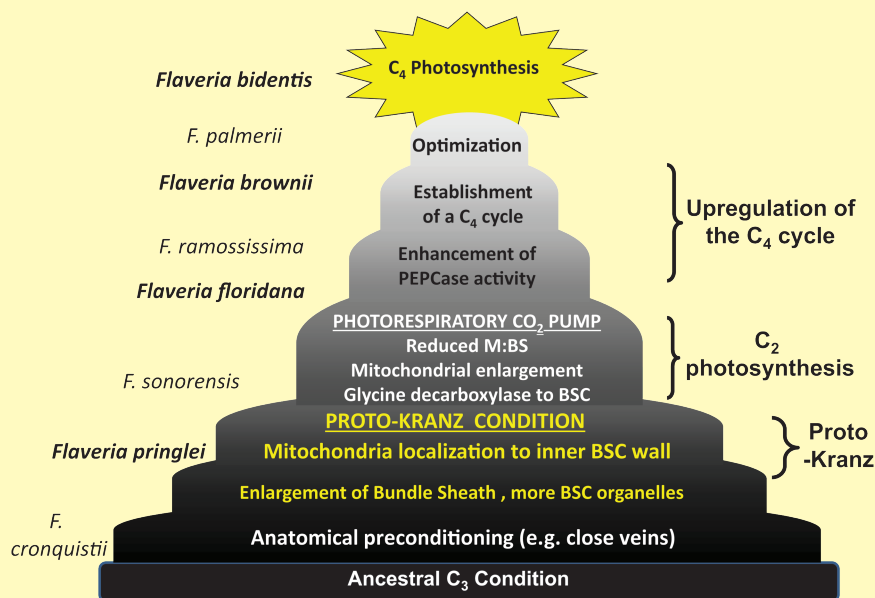 C₄ Photosynthesis
Flaveria bidentis
F. palmerii
Optimization
Flaveria brownii
Establishment
of a C₄ cycle
Upregulation of
the C₄ cycle
F. ramossissima
Enhancement of
PEPCase activity
Flaveria floridana
PHOTORESPIRATORY CO₂ PUMP
Reduced M:BS
Mitochondrial enlargement
Glycine decarboxylase to BSC
C₂
photosynthesis
F. sonorensis
PROTO-KRANZ CONDITION
Mitochondria localization to inner BSC wall
Proto
-Kranz
Flaveria pringlei
Enlargement of Bundle Sheath , more BSC organelles
F.
cronquistii
Anatomical preconditioning (e.g. close veins)
Ancestral C₃ Condition